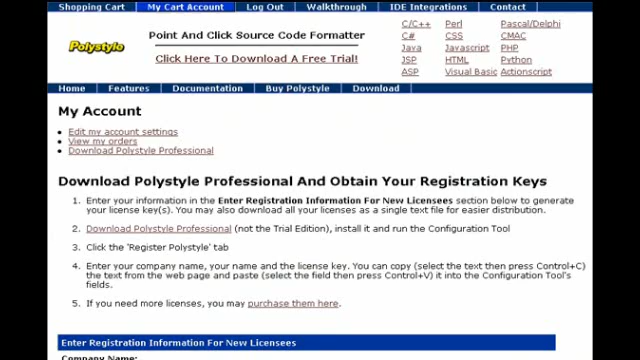 Shopping Cart My Cart Account Log Out Walkthrough IDE Integrations Contact
Polystyle
Point And Click Source Code Formatter
Click Here To Download A Free Trial!
C/C++ Perl Pascal/Delphi
C# CSS CMAC
Java Javascript PHP
JSP HTML Python
ASP Visual Basic Actionscript
Home Features Documentation Buy Polystyle Download
My Account
• Edit my account settings
• View my orders
• Download Polystyle Professional
Download Polystyle Professional And Obtain Your Registration Keys
1. Enter your information in the Enter Registration Information For New Licensees section below to generate
your license key(s). You may also download all your licenses as a single text file for easier distribution.
2. Download Polystyle Professional (not the Trial Edition), install it and run the Configuration Tool
3. Click the 'Register Polystyle' tab
4. Enter your company name, your name and the license key. You can copy (select the text then press Control+C)
the text from the web page and paste (select the field then press Control+V) it into the Configuration Tool's
fields.
5. If you need more licenses, you may purchase them here.
Enter Registration Information For New Licensees
Company Name: